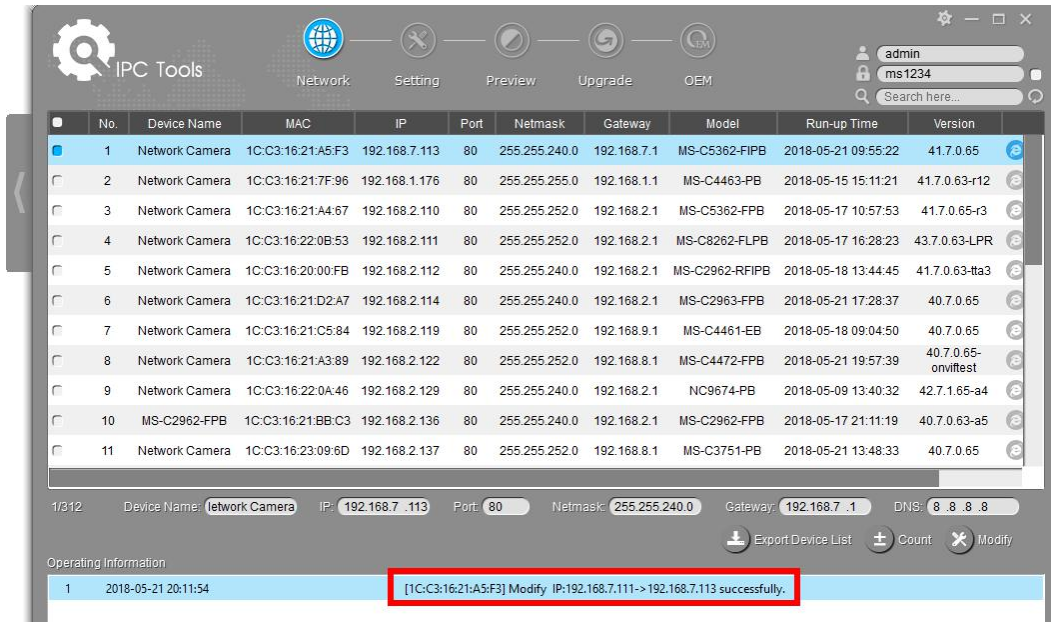 IPC Tools
Network Setting Preview Upgrade OEM
admin
ms1234
Search here...
No. Device Name MAC IP Port Netmask Gateway Model Run-up Time Version
1 Network Camera 1C:C3:16:21:A5:F3 192.168.7.113 80 255.255.240.0 192.168.7.1 MS-C5362-FIPB 2018-05-21 09:55:22 41.7.0.65
2 Network Camera 1C:C3:16:21:7F:96 192.168.1.176 80 255.255.255.0 192.168.1.1 MS-C4463-PB 2018-05-15 15:11:21 41.7.0.63-r12
3 Network Camera 1C:C3:16:21:A4:67 192.168.2.110 80 255.255.252.0 192.168.2.1 MS-C5362-FPB 2018-05-17 10:57:53 41.7.0.65-r3
4 Network Camera 1C:C3:16:22:0B:53 192.168.2.111 80 255.255.252.0 192.168.2.1 MS-C8262-FLPB 2018-05-17 16:28:23 43.7.0.63-LPR
5 Network Camera 1C:C3:16:20:00:FB 192.168.2.112 80 255.255.252.0 192.168.2.1 MS-C2962-RFIPB 2018-05-18 13:44:45 41.7.0.63-tta3
6 Network Camera 1C:C3:16:21:D2:A7 192.168.2.114 80 255.255.240.0 192.168.2.1 MS-C2963-FPB 2018-05-21 17:28:37 40.7.0.65
7 Network Camera 1C:C3:16:21:C5:84 192.168.2.119 80 255.255.252.0 192.168.9.1 MS-C4461-EB 2018-05-18 09:04:50 40.7.0.65
8 Network Camera 1C:C3:16:21:A3:89 192.168.2.122 80 255.255.252.0 192.168.8.1 MS-C4472-FPB 2018-05-21 19:57:39 40.7.0.65-
onviftest
9 Network Camera 1C:C3:16:22:0A:46 192.168.2.129 80 255.255.240.0 192.168.2.1 NC9674-PB 2018-05-09 13:40:32 42.7.1.65-a4
10 MS-C2962-FPB 1C:C3:16:21:BB:C3 192.168.2.136 80 255.255.240.0 192.168.2.1 MS-C2962-FPB 2018-05-17 21:11:19 40.7.0.63-a5
11 Network Camera 1C:C3:16:23:09:6D 192.168.2.137 80 255.255.252.0 192.168.8.1 MS-C3751-PB 2018-05-21 13:48:33 40.7.0.65
1/312 Device Name: letwork Camera IP: 192.168.7 .113 Port: 80 Netmask: 255.255.240.0 Gateway: 192.168.7 .1 DNS: 8 .8 .8 .8
Export Device List Count Modify
Operating Information
1 2018-05-21 20:11:54 [1C:C3:16:21:A5:F3] Modify IP:192.168.7.111->192.168.7.113 successfully.